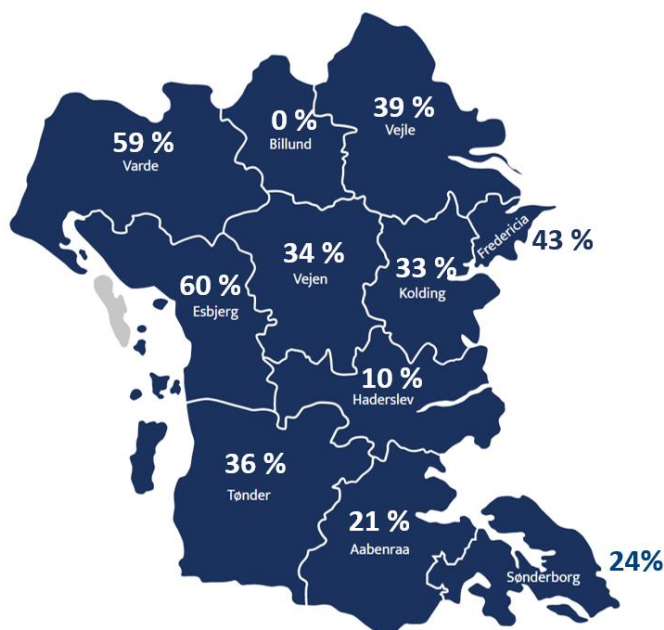 39 %
Vejle
0 %
Billund
59 %
Varde
Fredericia
43 %
34 %
Vejen
33 %
Kolding
60 %
Esbjerg
10 %
Haderslev
36 %
Tønder
21 %
Aabenraa
24%
Sønderborg